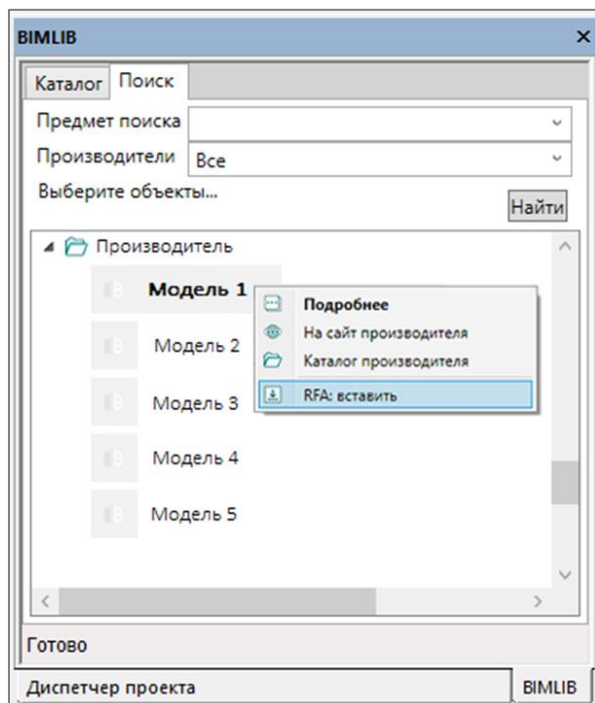 BIMLIB
Каталог Поиск
Предмет поиска
Производители Все
Выберите объекты...
Найти
Производитель
Модель 1
Подробнее
На сайт производителя
Модель 2
Каталог производителя
RFA: вставить
Модель 3
Модель 4
Модель 5
Готово
Диспетчер проекта BIMLIB